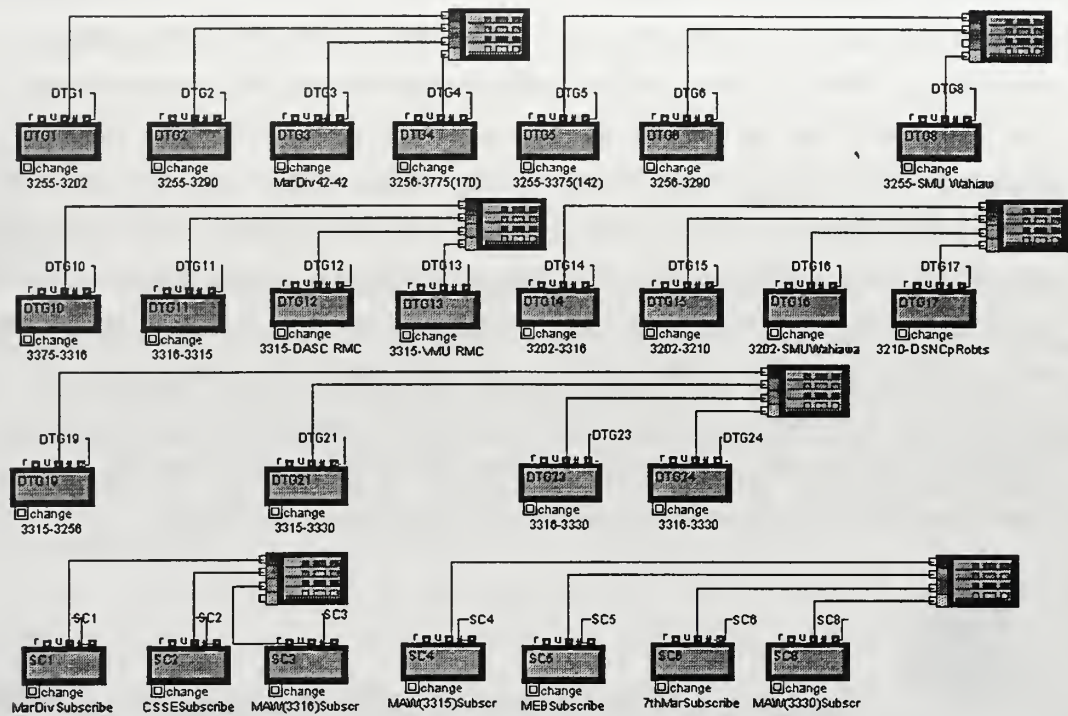 DTG1 DTG2 DTG3 DTG4 DTG5 DTG6 DTG8
r u
DTG1 DTG2 DTG3 DTG4 DTG5 DTG6 DTG8
change change change change change change change
3255-3202 3255-3290 MarDiv42-42 3256-3775(170) 3255-3375(142) 3256-3290 3255-SMU Wahiaw
DTG10 DTG11 DTG12 DTG13 DTG14 DTG15 DTG16 DTG17
DTG10 DTG11 DTG12 DTG13 DTG14 DTG15 DTG16 DTG17
change change change change change change change change
3375-3316 3316-3315 3315-DASC RMC 3315-VMU RMC 3202-3316 3202-3210 3202-SMUWahiawa 3210-DSNCpRobts
DTG19 DTG21 DTG23 DTG24
DTG19 DTG21 DTG23 DTG24
change change change change
3315-3256 3315-3330 3316-3330 3316-3330
SC1 SC2 SC3 SC4 SC5 SC6 SC8
SC1 SC2 SC3 SC4 SC5 SC6 SC8
change change change change change change change
MarDivSubscribe CSSESubscribe MAW(3316)Subscr MAW(3315)Subscr MEBSubscribe 7thMarSubscribe MAW(3330)Subscr